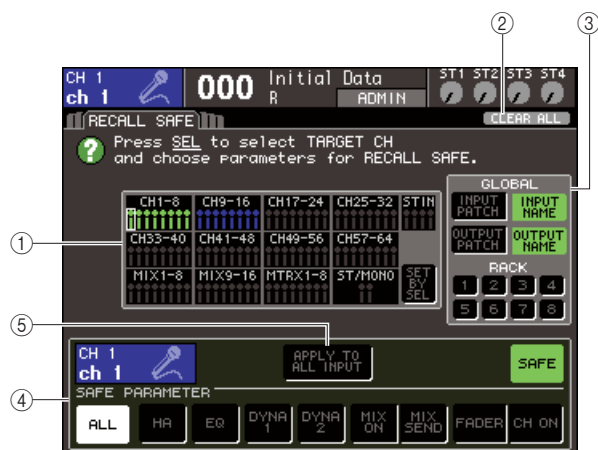 ② ③
CH 1
ch 1
000
Initial Data
R
ADMIN
ST1 ST2 ST3 ST4
RECALL SAFE
CLEAR ALL
?
Press SEL to select TARGET CH
and choose parameters for RECALL SAFE.
①
CH1-8 CH9-16 CH17-24 CH25-32 STIN
CH33-40 CH41-48 CH49-56 CH57-64
MIX1-8 MIX9-16 MTRX1-8 ST/MONO
SET
BY
SEL
GLOBAL
INPUT
PATCH
INPUT
NAME
OUTPUT
PATCH
OUTPUT
NAME
RACK
1 2 3 4
5 6 7 8
⑤
④
CH 1
ch 1
APPLY TO
ALL INPUT
SAFE
SAFE PARAMETER
ALL
HA
EQ
DYNA
1
DYNA
2
MIX
ON
MIX
SEND
FADER
CH ON